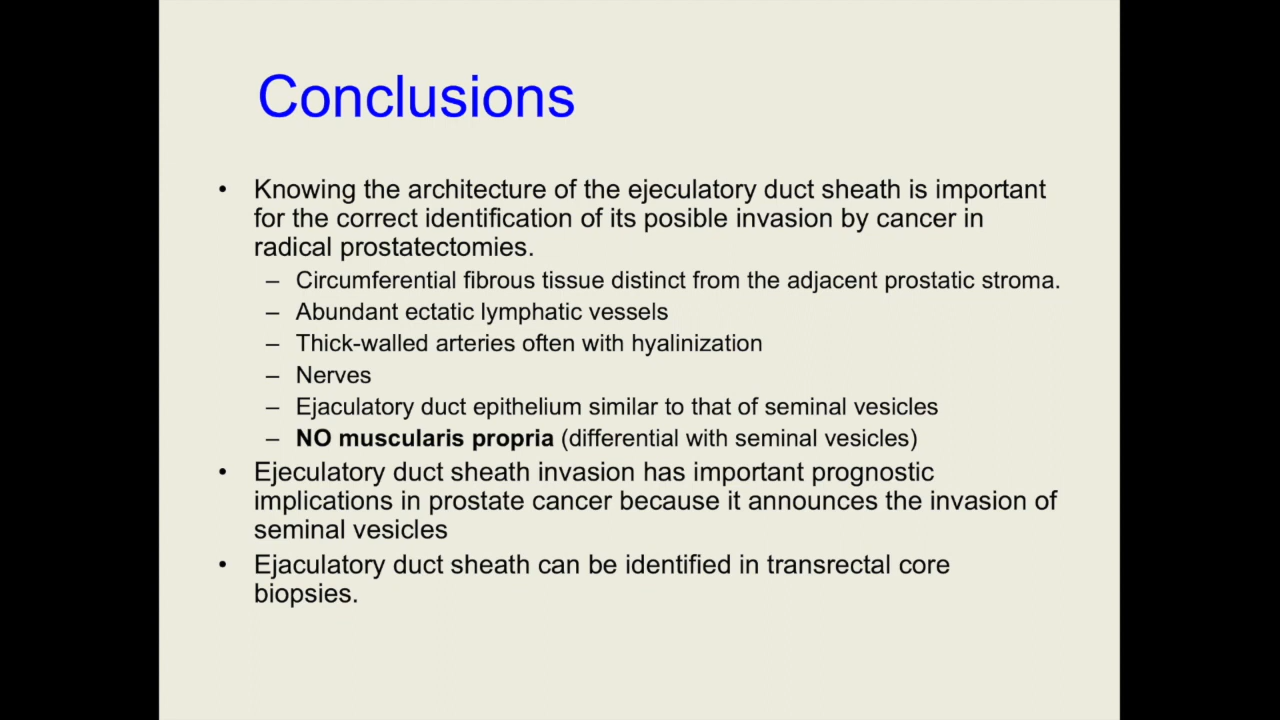 Conclusions
• Knowing the architecture of the ejeculatory duct sheath is important
for the correct identification of its posible invasion by cancer in
radical prostatectomies.
– Circumferential fibrous tissue distinct from the adjacent prostatic stroma.
– Abundant ectatic lymphatic vessels
– Thick-walled arteries often with hyalinization
– Nerves
– Ejaculatory duct epithelium similar to that of seminal vesicles
– NO muscularis propria (differential with seminal vesicles)
• Ejeculatory duct sheath invasion has important prognostic
implications in prostate cancer because it announces the invasion of
seminal vesicles
• Ejaculatory duct sheath can be identified in transrectal core
biopsies.